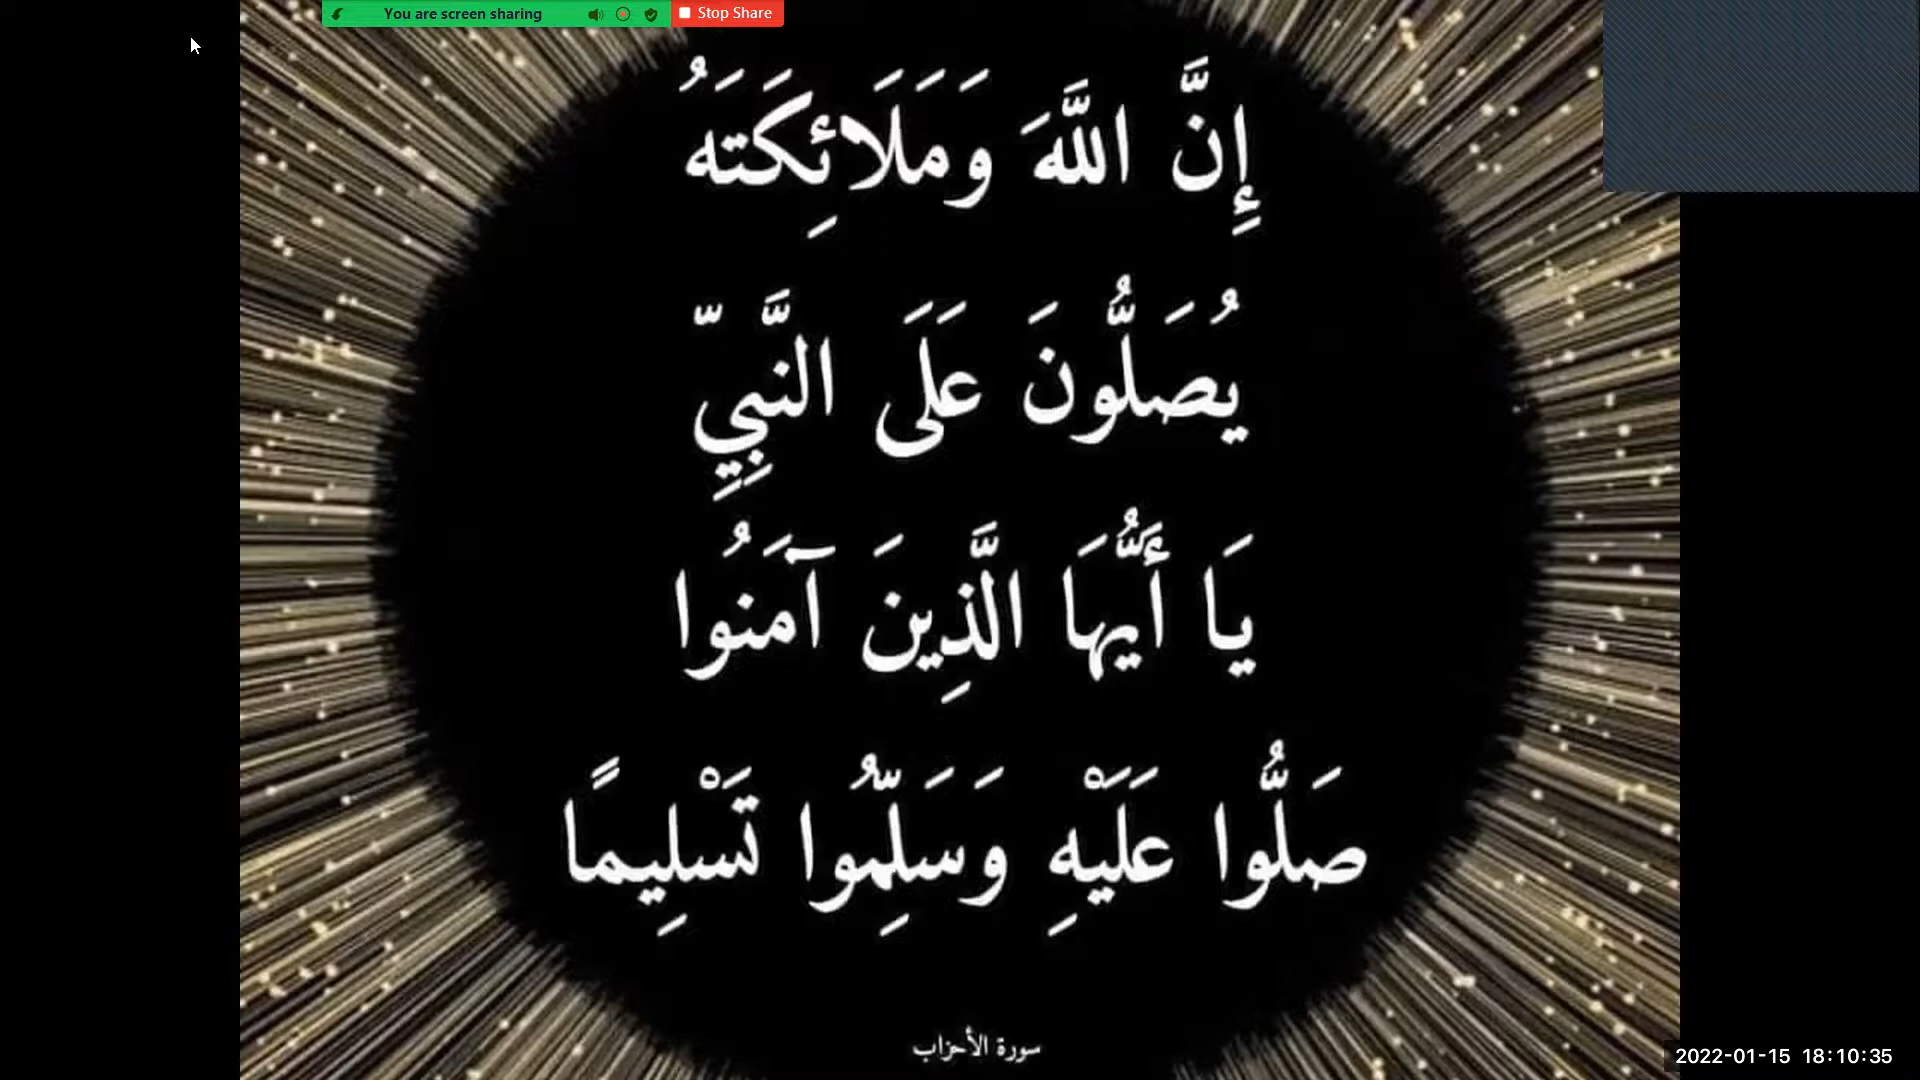 You are screen sharing
Stop Share
إِنَّ اللَّهَ وَمَلَائِكَتَهُ
يُصَلُّونَ عَلَى النَّبِيِّ
يَا أَيُّهَا الَّذِينَ آمَنُوا
صَلُّوا عَلَيْهِ وَسَلِّمُوا تَسْلِيمًا
سورة الأحزاب
2022-01-15 18:10:35